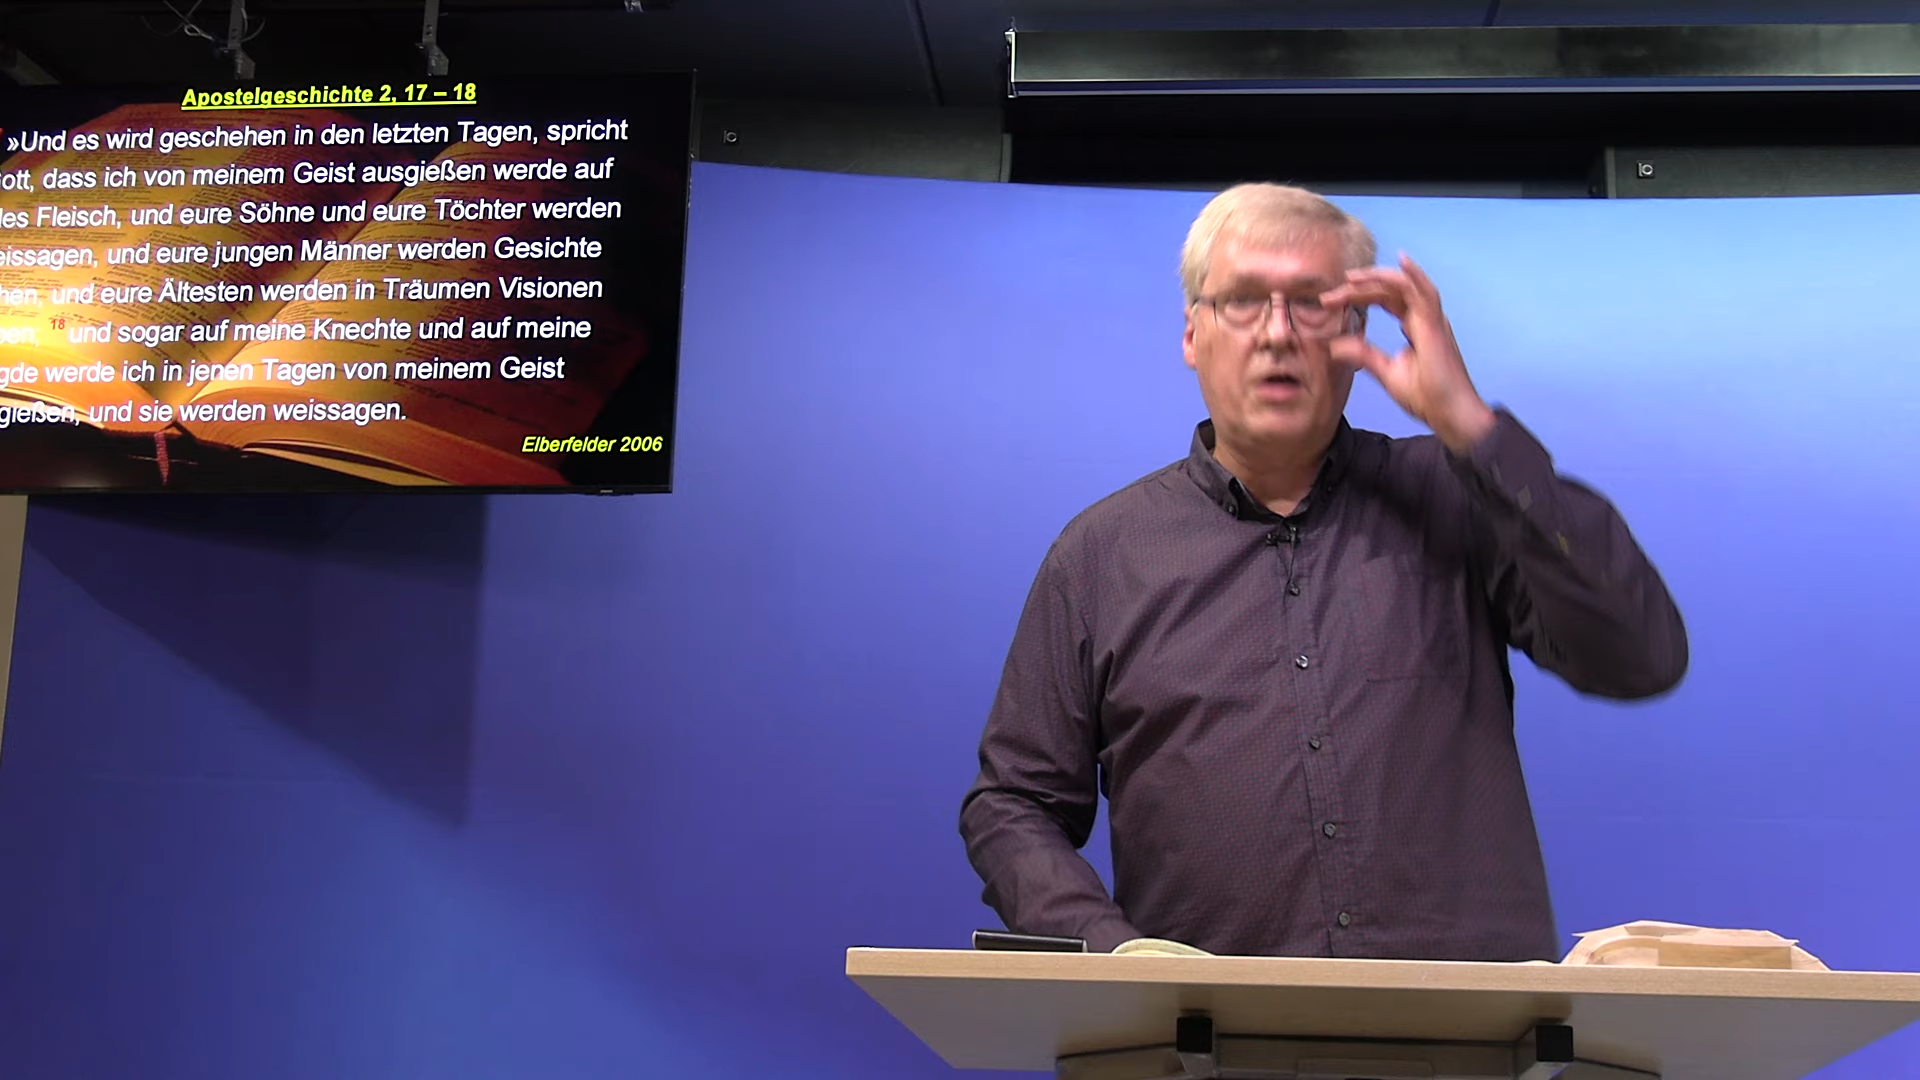 Apostelgeschichte 2, 17 – 18
»Und es wird geschehen in den letzten Tagen, spricht
dass ich von meinem Geist ausgießen werde auf
Fleisch, und eure Söhne und eure Töchter werden
und eure jungen Männer werden Gesichte
und eure Ältesten werden in Träumen Visionen
18 und sogar auf meine Knechte und auf meine
werde ich in jenen Tagen von meinem Geist
und sie werden weissagen.
Elberfelder 2006